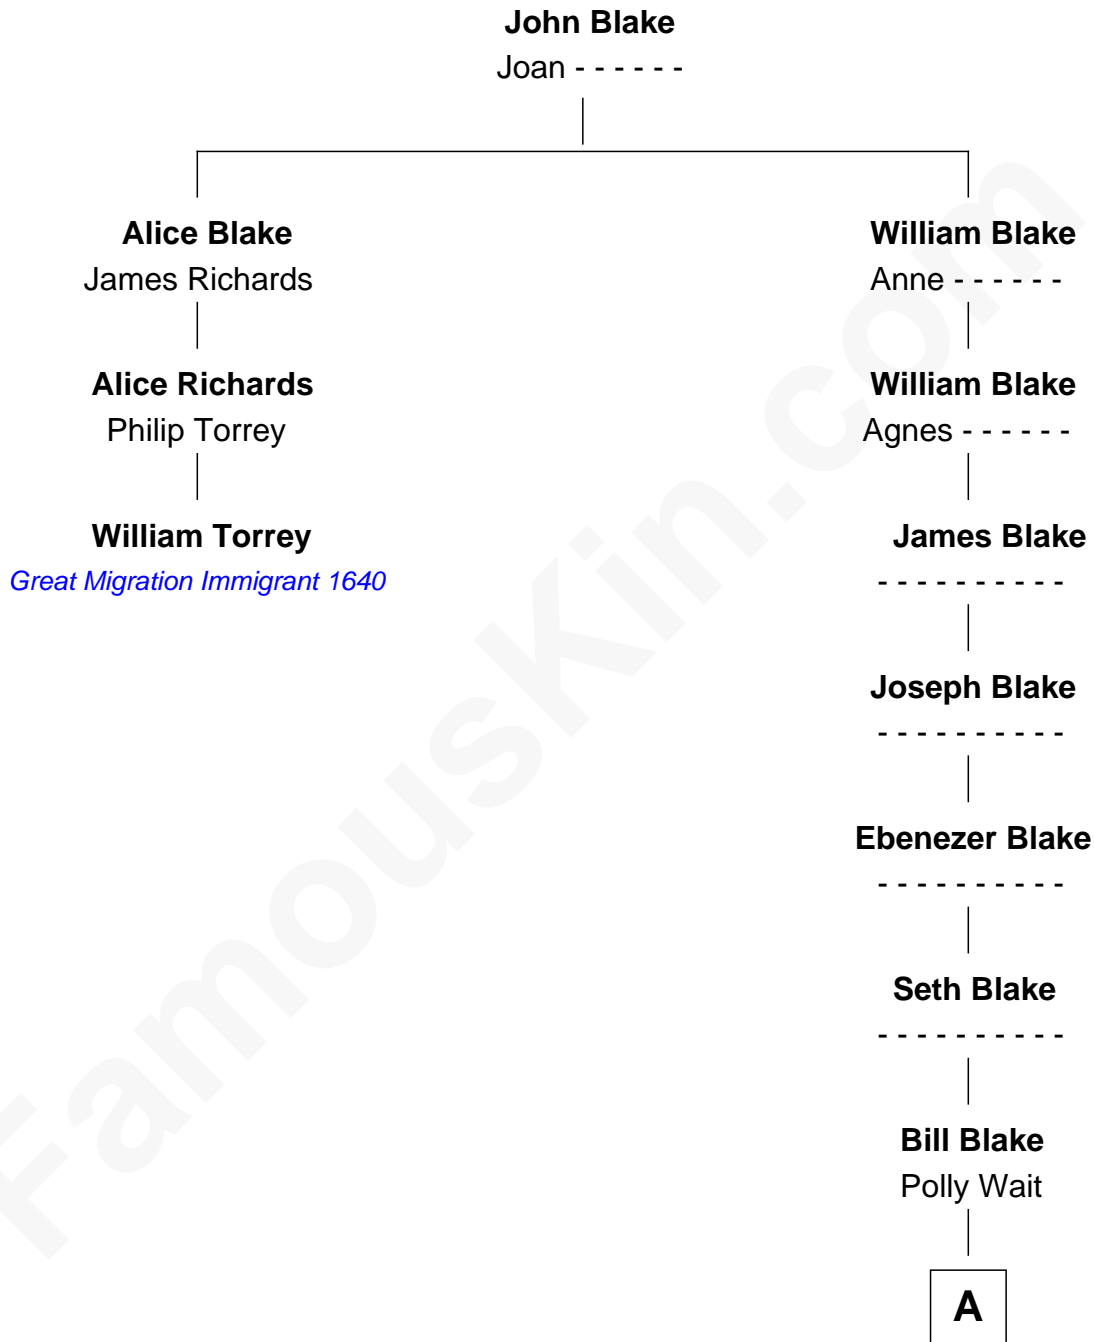 John Blake
Joan - - - - - -
Alice Blake
James Richards
Alice Richards
Philip Torrey
William Torrey
Great Migration Immigrant 1640
William Blake
Anne - - - - - -
William Blake
Agnes - - - - - -
James Blake
- - - - - - - - - -
Joseph Blake
- - - - - - - - - -
Ebenezer Blake
- - - - - - - - - -
Seth Blake
- - - - - - - - - -
Bill Blake
Polly Wait
A
FamousKin.com